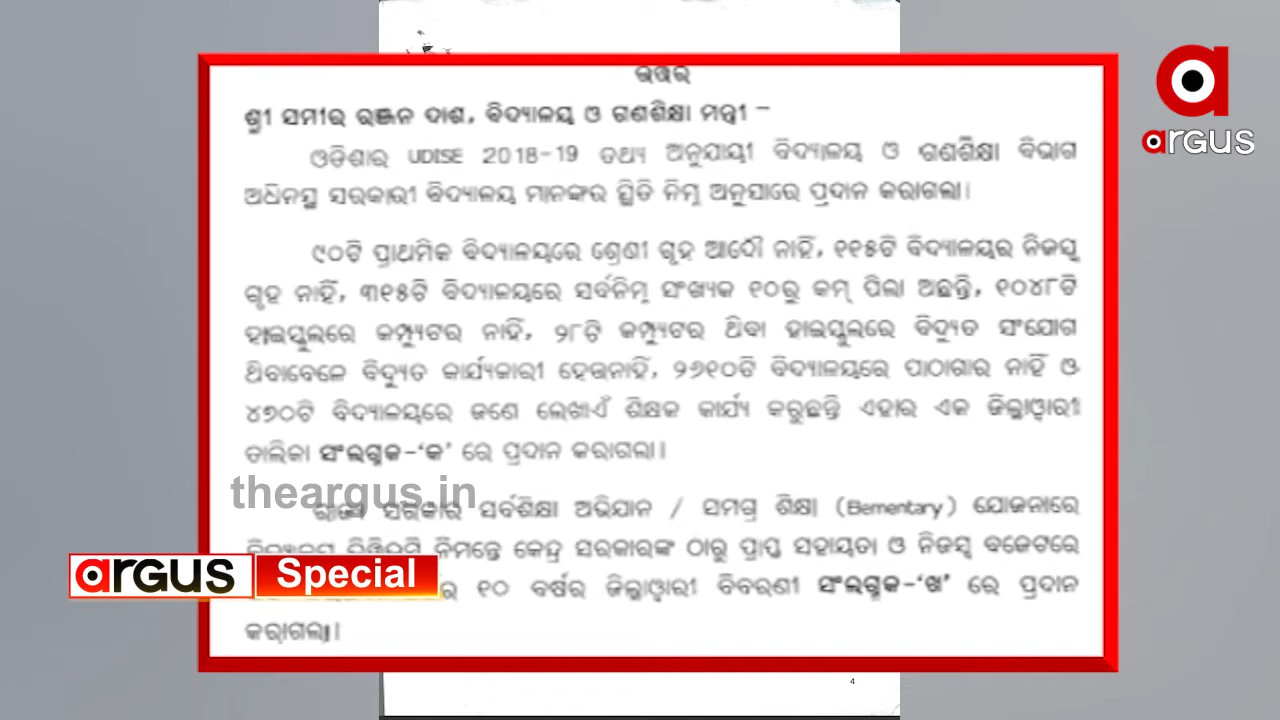 ଉତ୍ତର
ଶ୍ରୀ ସମୀର ରଞ୍ଜନ ଦାଶ, ବିଦ୍ୟାଳୟ ଓ ଗଣଶିକ୍ଷା ମନ୍ତ୍ରୀ -
ଓଡ଼ିଶାର UDISE 2018-19 ତଥ୍ୟ ଅନୁଯାୟୀ ବିଦ୍ୟାଳୟ ଓ ଗଣଶିକ୍ଷା ବିଭାଗ
ଅଧିନସ୍ଥ ସରକାରୀ ବିଦ୍ୟାଳୟ ମାନଙ୍କର ସ୍ଥିତି ନିମ୍ନ ଅନୁସାରେ ପ୍ରଦାନ କରାଗଲା।
୯୦ଟି ପ୍ରାଥମିକ ବିଦ୍ୟାଳୟରେ ଶ୍ରେଣୀ ଗୃହ ଆଦୌ ନାହିଁ, ୧୧୫ଟି ବିଦ୍ୟାଳୟର ନିଜସ୍ୱ
ଗୃହ ନାହିଁ, ୩୧୫ଟି ବିଦ୍ୟାଳୟରେ ସର୍ବନିମ୍ନ ସଂଖ୍ୟକ ୧୦ରୁ କମ୍ ପିଲା ଅଛନ୍ତି, ୧୦୪୮ଟି
ହାଇସ୍କୁଲରେ କମ୍ପ୍ୟୁଟର ନାହିଁ, ୨୮ଟି କମ୍ପ୍ୟୁଟର ଥିବା ହାଇସ୍କୁଲରେ ବିଦ୍ୟୁତ ସଂଯୋଗ
ଥିବାବେଳେ ବିଦ୍ୟୁତ କାର୍ଯ୍ୟକାରୀ ହେଉନାହିଁ, ୨୬୧୦ଟି ବିଦ୍ୟାଳୟରେ ପାଠାଗାର ନାହିଁ ଓ
୪୭୦ଟି ବିଦ୍ୟାଳୟରେ ଜଣେ ଲେଖାଏଁ ଶିକ୍ଷକ କାର୍ଯ୍ୟ କରୁଛନ୍ତି ଏହାର ଏକ ଜିଲ୍ଲାୱାରୀ
ତାଲିକା ସଂଲଗ୍ନକ-‘କ’ ରେ ପ୍ରଦାନ କରାଗଲା।
ରାଜ୍ୟ ସରକାର ସର୍ବଶିକ୍ଷା ଅଭିଯାନ / ସମଗ୍ର ଶିକ୍ଷା (Elementary) ଯୋଜନାରେ
ନିମନ୍ତେ କେନ୍ଦ୍ର ସରକାରଙ୍କ ଠାରୁ ପ୍ରାପ୍ତ ସହାୟତା ଓ ନିଜସ୍ୱ ବଜେଟରେ
୧୦ ବର୍ଷର ଜିଲ୍ଲାୱାରୀ ବିବରଣୀ ସଂଲଗ୍ନକ-‘ଖ’ ରେ ପ୍ରଦାନ
କରାଗଲା।
theargus.in
argus Special
argus
4